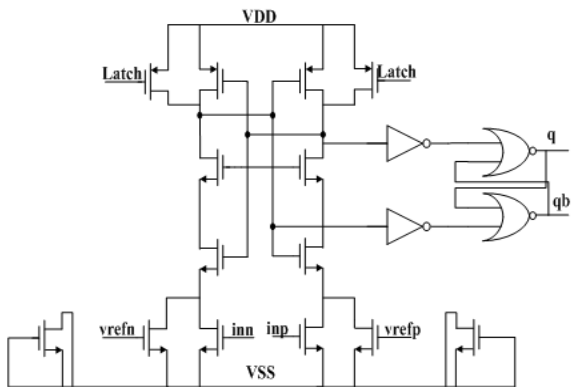 VDD
Latch
Latch
q
qb
vrefn
inn
inp
vrefp
VSS